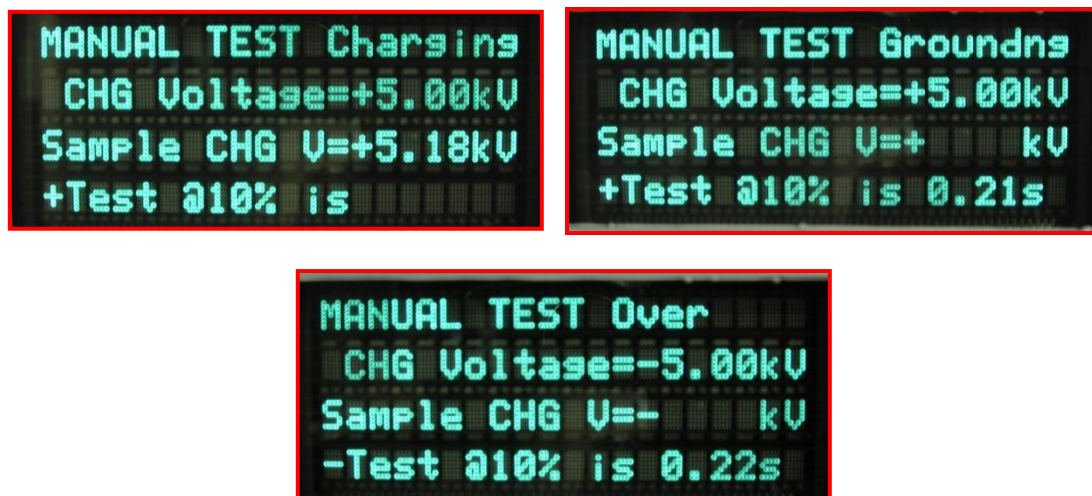 MANUAL TEST Charging
CHG Voltage=+5.00kV
Sample CHG V=+5.18kV
+Test @10% is
MANUAL TEST Groundng
CHG Voltage=+5.00kV
Sample CHG V=+ kV
+Test @10% is 0.21s
MANUAL TEST Over
CHG Voltage=-5.00kV
Sample CHG V=- kV
-Test @10% is 0.22s